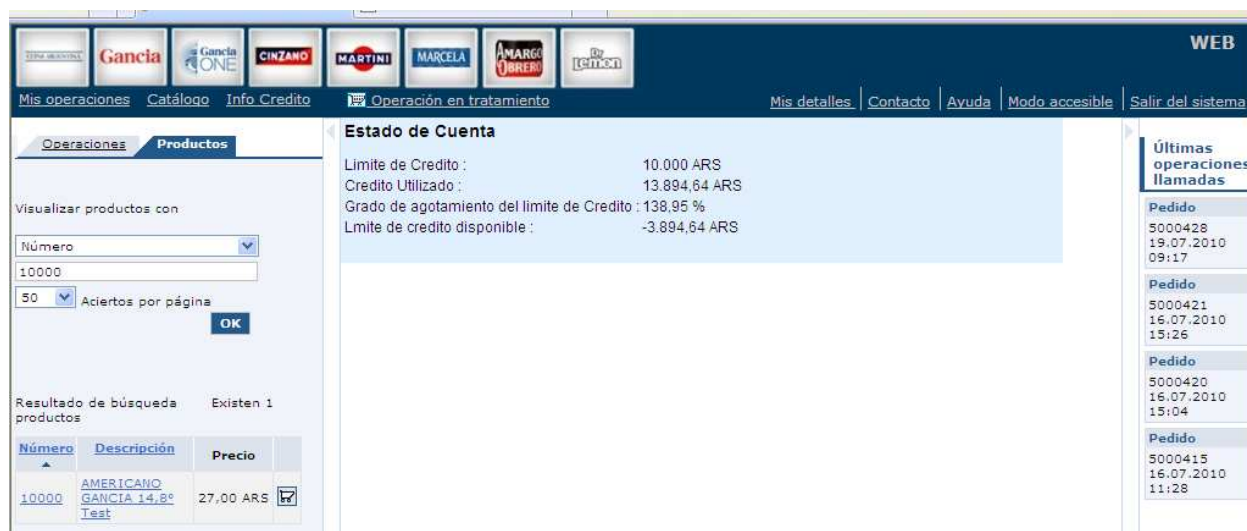 Gancia
Gancia
ONE
CINZANO
MARTINI
MARCELA
AMARGO
OBRERO
Dr
Lemon
WEB
Mis operaciones Catálogo Info Credito Operación en tratamiento Mis detalles Contacto Ayuda Modo accesible Salir del sistema
Operaciones Productos
Visualizar productos con
Número
10000
50 Aciertos por página
OK
Resultado de búsqueda Existen 1
productos
Número Descripción Precio
10000 AMERICANO
GANCIA 14,8º
Test
27,00 ARS
Estado de Cuenta
Limite de Credito : 10.000 ARS
Credito Utilizado : 13.894,64 ARS
Grado de agotamiento del limite de Credito : 138,95 %
Lmite de credito disponible : -3.894,64 ARS
Últimas
operaciones
llamadas
Pedido
5000428
19.07.2010
09:17
Pedido
5000421
16.07.2010
15:26
Pedido
5000420
16.07.2010
15:04
Pedido
5000415
16.07.2010
11:28